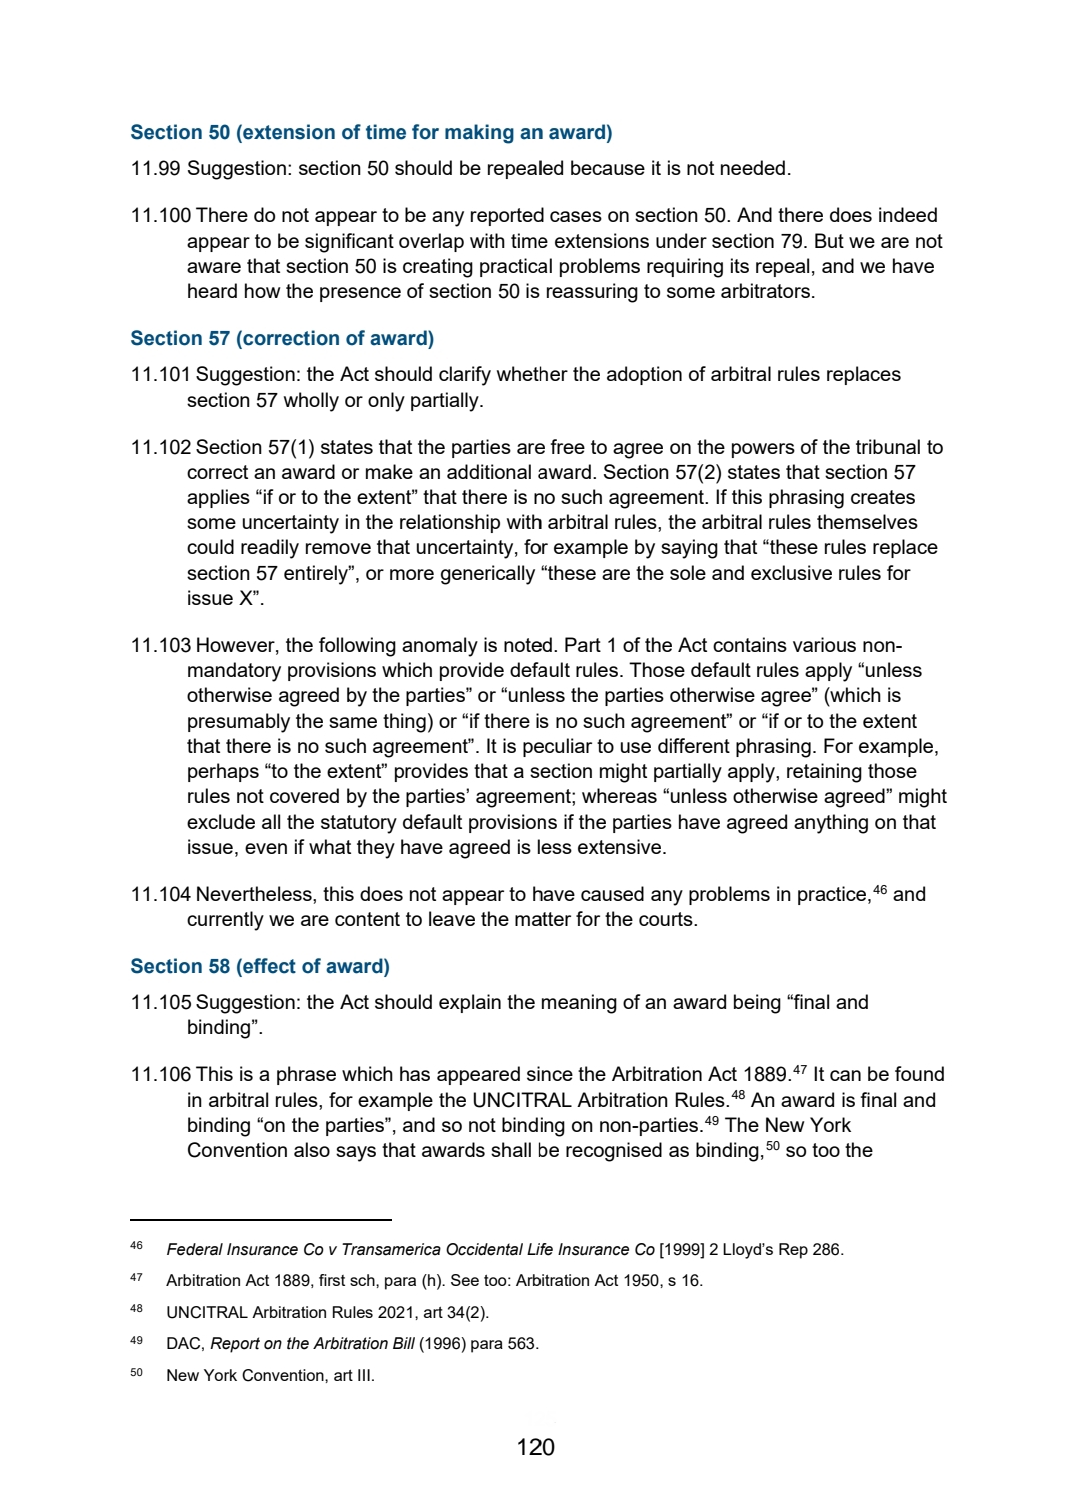 Section 50 (extension of time for making an award)
11.99 Suggestion: section 50 should be repealed because it is not needed.
11.100 There do not appear to be any reported cases on section 50. And there does indeed
appear to be significant overlap with time extensions under section 79. But we are not
aware that section 50 is creating practical problems requiring its repeal, and we have
heard how the presence of section 50 is reassuring to some arbitrators.
Section 57 (correction of award)
11.101 Suggestion: the Act should clarify whether the adoption of arbitral rules replaces
section 57 wholly or only partially.
11.102 Section 57(1) states that the parties are free to agree on the powers of the tribunal to
correct an award or make an additional award. Section 57(2) states that section 57
applies “if or to the extent” that there is no such agreement. If this phrasing creates
some uncertainty in the relationship with arbitral rules, the arbitral rules themselves
could readily remove that uncertainty, for example by saying that “these rules replace
section 57 entirely”, or more generically “these are the sole and exclusive rules for
issue X”.
11.103 However, the following anomaly is noted. Part 1 of the Act contains various non-
mandatory provisions which provide default rules. Those default rules apply “unless
otherwise agreed by the parties” or “unless the parties otherwise agree” (which is
presumably the same thing) or “if there is no such agreement” or “if or to the extent
that there is no such agreement”. It is peculiar to use different phrasing. For example,
perhaps “to the extent” provides that a section might partially apply, retaining those
rules not covered by the parties’ agreement; whereas “unless otherwise agreed” might
exclude all the statutory default provisions if the parties have agreed anything on that
issue, even if what they have agreed is less extensive.
11.104 Nevertheless, this does not appear to have caused any problems in practice,46 and
currently we are content to leave the matter for the courts.
Section 58 (effect of award)
11.105 Suggestion: the Act should explain the meaning of an award being “final and
binding”.
11.106 This is a phrase which has appeared since the Arbitration Act 1889.47 It can be found
in arbitral rules, for example the UNCITRAL Arbitration Rules.48 An award is final and
binding “on the parties”, and so not binding on non-parties.49 The New York
Convention also says that awards shall be recognised as binding,50 so too the
46 Federal Insurance Co v Transamerica Occidental Life Insurance Co [1999] 2 Lloyd’s Rep 286.
47 Arbitration Act 1889, first sch, para (h). See too: Arbitration Act 1950, s 16.
48 UNCITRAL Arbitration Rules 2021, art 34(2).
49 DAC, Report on the Arbitration Bill (1996) para 563.
50 New York Convention, art III.
120